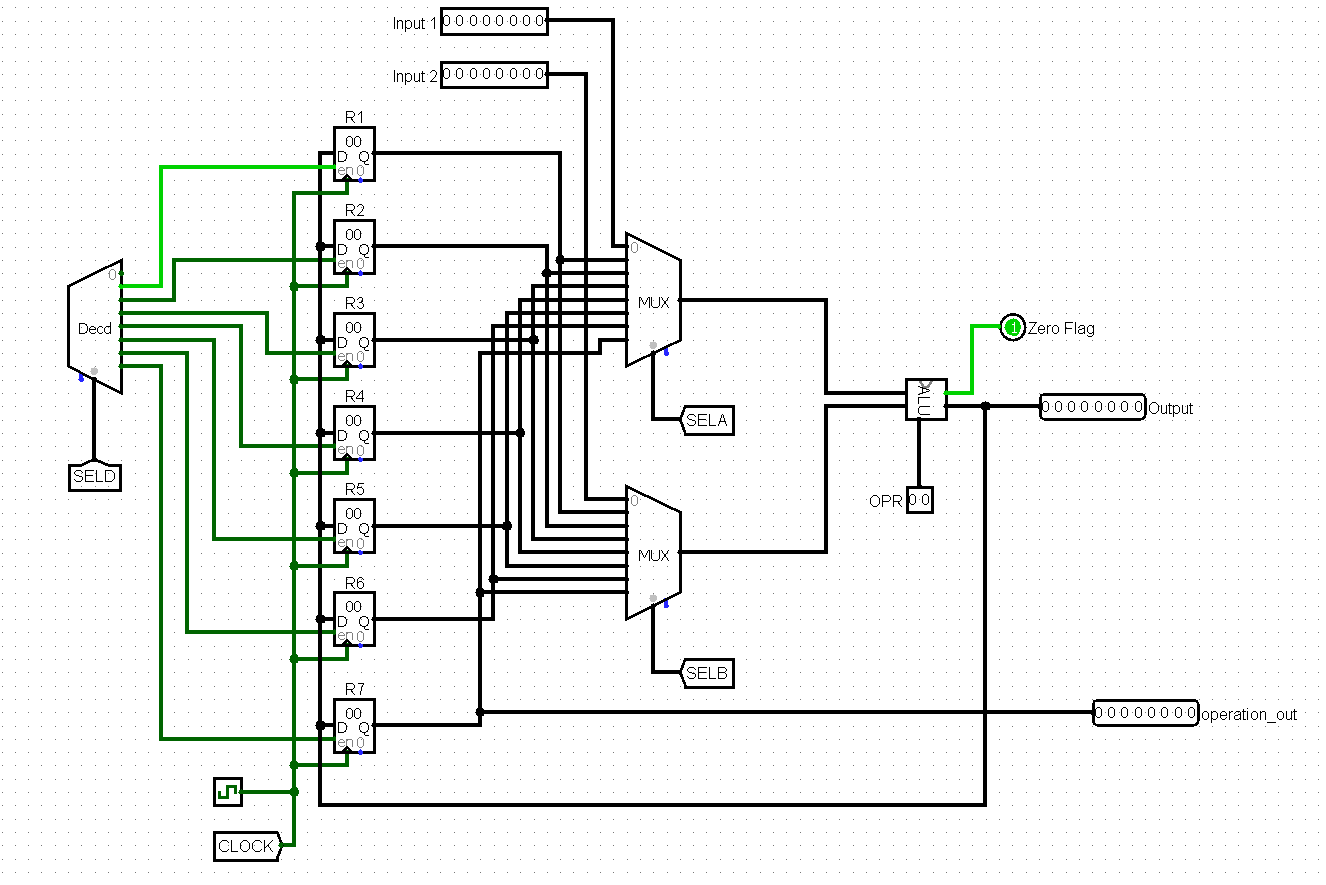 Input 1 0 0 0 0 0 0 0 0
Input 2 0 0 0 0 0 0 0 0
R1
00
D Q
en 0
R2
00
D Q
en 0
R3
00
D Q
en 0
R4
00
D Q
en 0
R5
00
D Q
en 0
R6
00
D Q
en 0
R7
00
D Q
en 0
0
Decd
SELD
CLOCK
0
MUX
SELA
0
MUX
SELB
ALU
OPR 0 0
1 Zero Flag
0 0 0 0 0 0 0 0 Output
0 0 0 0 0 0 0 0 operation_out